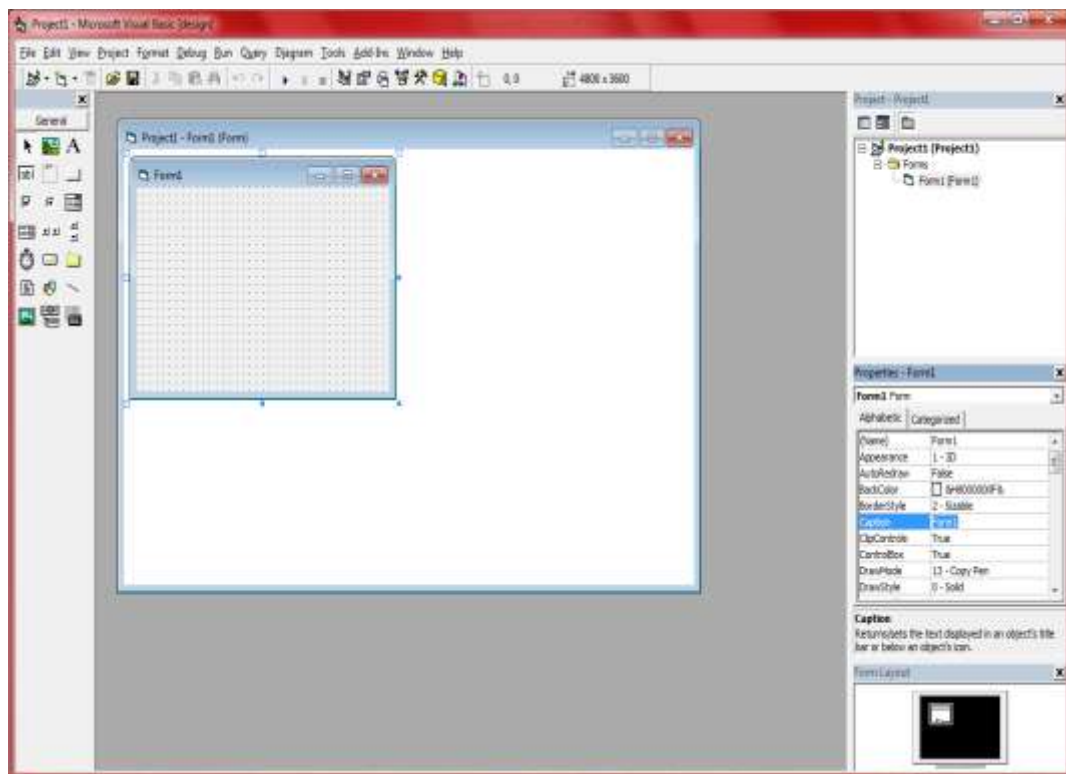 Project1 - Microsoft Visual Basic [design]
File Edit View Project Format Debug Run Query Diagram Tools Add-Ins Window Help
0, 0
4800 x 3600
General
A
Project1 - Form1 (Form)
Form1
Project - Project1
Project1 (Project1)
Forms
Form1 (Form1)
Properties - Form1
Form1 Form
Alphabetic Categorized
(Name) Form1
Appearance 1 - 3D
AutoRedraw False
BackColor &H8000000F&
BorderStyle 2 - Sizable
Caption Form1
ClipControls True
ControlBox True
DrawMode 13 - Copy Pen
DrawStyle 0 - Solid
Caption
Returns/sets the text displayed in an object's title
bar or below an object's icon.
Form Layout